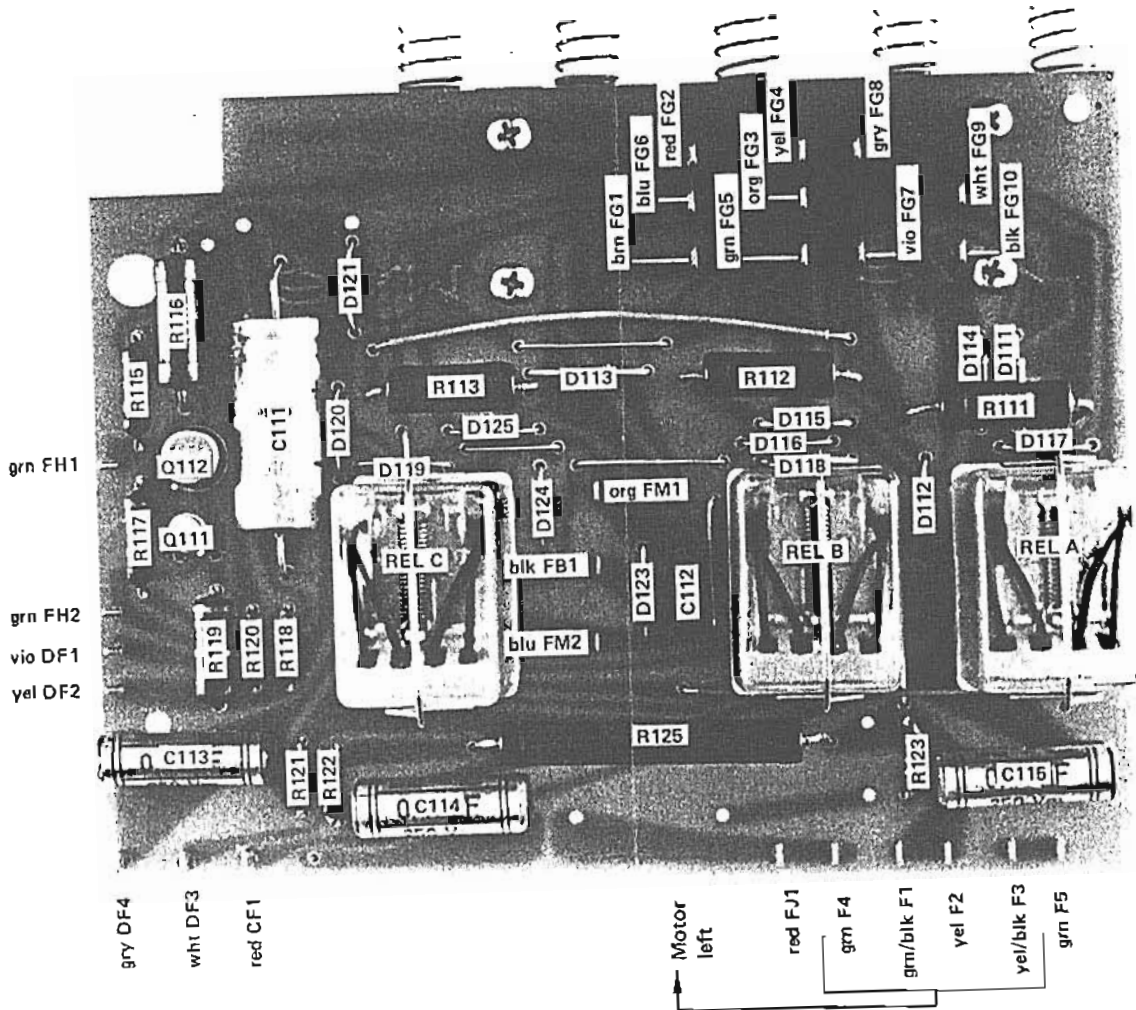 red FG2
yel FG4
gry FG8
blu FG6
org FG3
wht FG9
brn FG1
grn FG5
vio FG7
blk FG10
D121
R116
R115
C111
D120
R113
D113
R112
D114
D111
R111
D125
D115
D116
D117
D119
D118
grn FH1
Q112
org FM1
D124
D112
R117
Q111
REL C
blk FB1
D123
C112
REL B
REL A
grn FH2
R119
R120
R118
blu FM2
vio DF1
yel DF2
C113
R121
R122
R125
R123
C114
C115
gry DF4
wht DF3
red CF1
Motor
left
red FJ1
grn F4
grn/blk F1
yel F2
yel/blk F3
grn F5